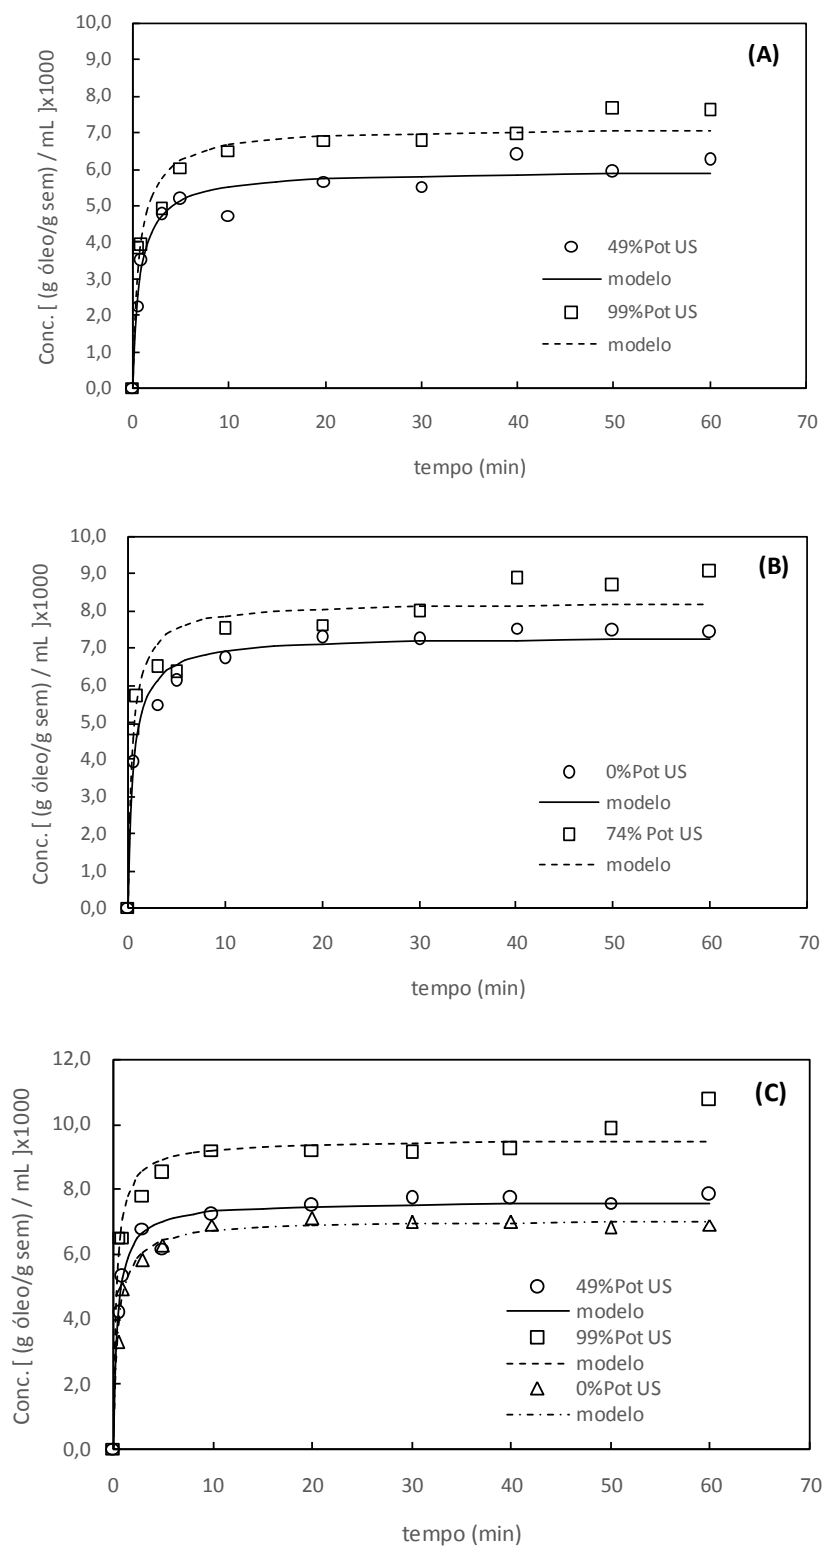 (A)
Conc. [ (g óleo/g sem) / mL ]x1000
10,0
9,0
8,0
7,0
6,0
5,0
4,0
3,0
2,0
1,0
0,0
49%Pot US
modelo
99%Pot US
modelo
0 10 20 30 40 50 60 70
tempo (min)
(B)
Conc. [ (g óleo/g sem) / mL ]x1000
10,0
9,0
8,0
7,0
6,0
5,0
4,0
3,0
2,0
1,0
0,0
0%Pot US
modelo
74% Pot US
modelo
0 10 20 30 40 50 60 70
tempo (min)
(C)
Conc. [ (g óleo/g sem) / mL ]x1000
12,0
10,0
8,0
6,0
4,0
2,0
0,0
49%Pot US
modelo
99%Pot US
modelo
0%Pot US
modelo
0 10 20 30 40 50 60 70
tempo (min)